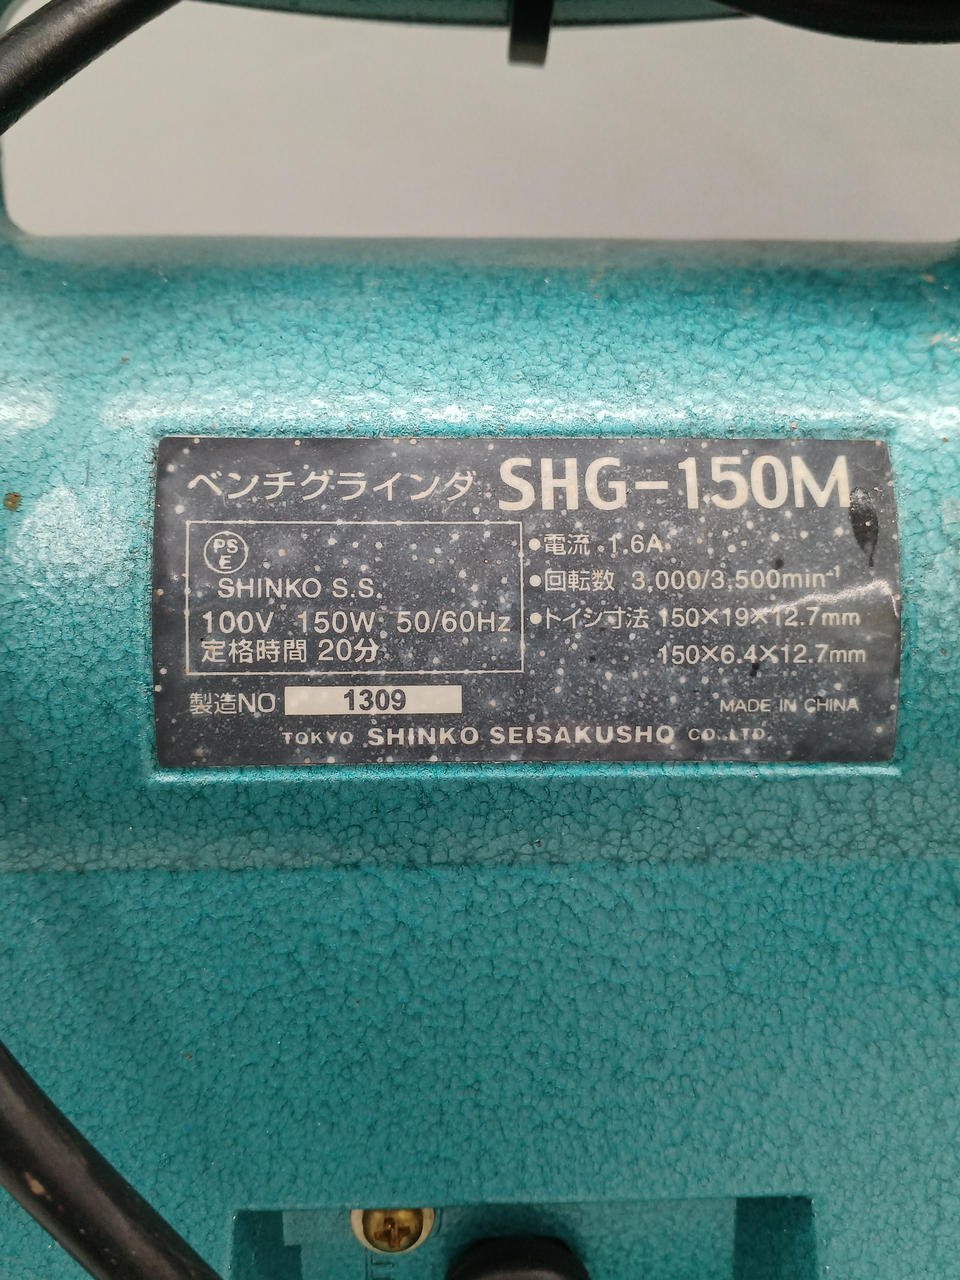 ベンチグラインダ SHG-150M
PS
E
SHINKO S.S.
100V 150W 50/60Hz
定格時間 20分
●電流 1.6A
●回転数 3,000/3,500min⁻¹
●トイシ寸法 150×19×12.7mm
150×6.4×12.7mm
製造NO 1309
MADE IN CHINA
TOKYO SHINKO SEISAKUSHO CO.,LTD.